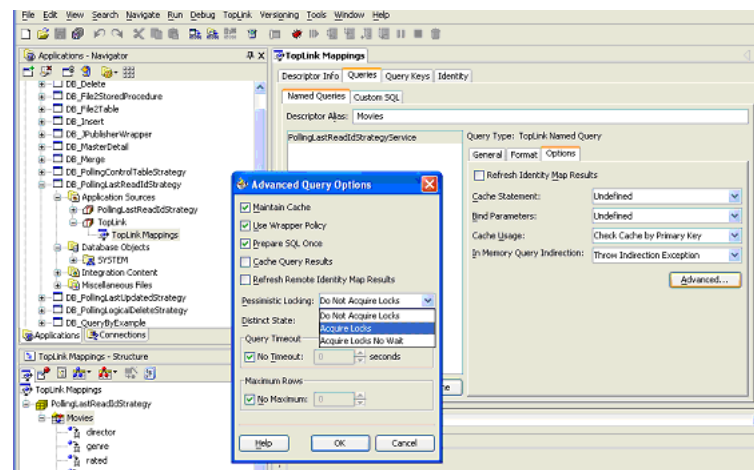 File Edit View Search Navigate Run Debug TopLink Versioning Tools Window Help
Applications - Navigator
DB_Delete
DB_File2StoredProcedure
DB_File2Table
DB_Insert
DB_JPublisherWrapper
DB_MasterDetail
DB_Merge
DB_PollingControlTableStrategy
DB_PollingLastReadIdStrategy
Application Sources
PollingLastReadIdStrategy
TopLink
TopLink Mappings
Database Objects
SYSTEM
Integration Content
Miscellaneous Files
DB_PollingLastUpdatedStrategy
DB_PollingLogicalDeleteStrategy
DB_QueryByExample
Applications Connections
TopLink Mappings - Structure
TopLink Mappings
PollingLastReadIdStrategy
Movies
director
genre
rated
TopLink Mappings
Descriptor Info Queries Query Keys Identity
Named Queries Custom SQL
Descriptor Alias: Movies
PollingLastReadIdStrategyService
Query Type: TopLink Named Query
General Format Options
Refresh Identity Map Results
Cache Statement: Undefined
Bind Parameters: Undefined
Cache Usage: Check Cache by Primary Key
In Memory Query Indirection: Throw Indirection Exception
Advanced...
Advanced Query Options
Maintain Cache
Use Wrapper Policy
Prepare SQL Once
Cache Query Results
Refresh Remote Identity Map Results
Pessimistic Locking: Do Not Acquire Locks
Do Not Acquire Locks
Distinct State:
Acquire Locks
Acquire Locks No Wait
Query Timeout
No Timeout: 0 seconds
Maximum Rows
No Maximum: 0
Help OK Cancel